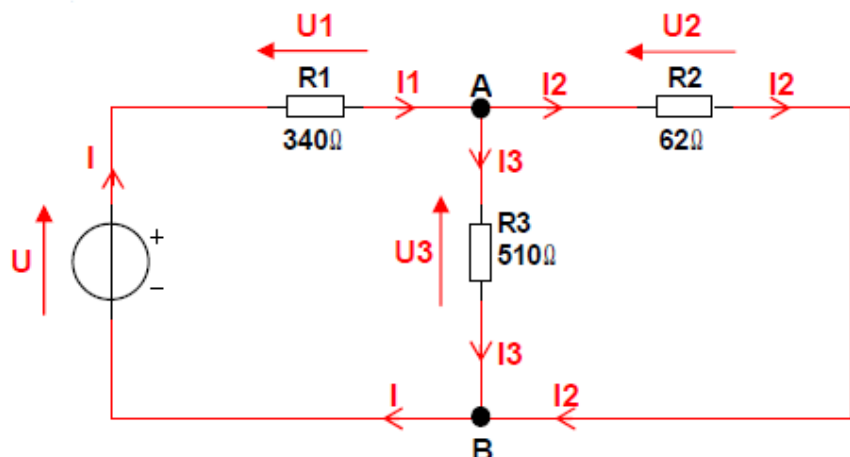 U1
U2
R1
R2
I1
A
I2
I2
340Ω
62Ω
I
I3
R3
U
+
U3
510Ω
−
I3
I
I2
B